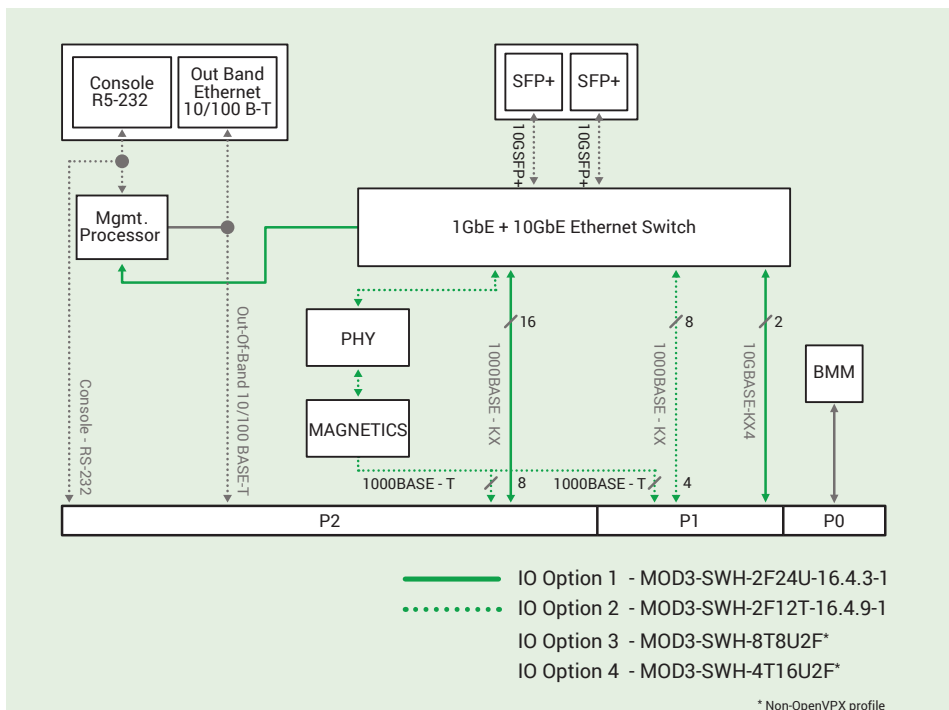 Console
R5-232
Out Band
Ethernet
10/100 B-T
SFP+
SFP+
10GSFP+
10GSFP+
Mgmt.
Processor
1GbE + 10GbE Ethernet Switch
16
8
2
PHY
MAGNETICS
BMM
Console - RS-232
Out-Of-Band 10/100 BASE-T
1000BASE - KX
1000BASE - KX
10GBASE-KX4
1000BASE - T
8
1000BASE - T
4
P2
P1
P0
IO Option 1 - MOD3-SWH-2F24U-16.4.3-1
IO Option 2 - MOD3-SWH-2F12T-16.4.9-1
IO Option 3 - MOD3-SWH-8T8U2F*
IO Option 4 - MOD3-SWH-4T16U2F*
* Non-OpenVPX profile